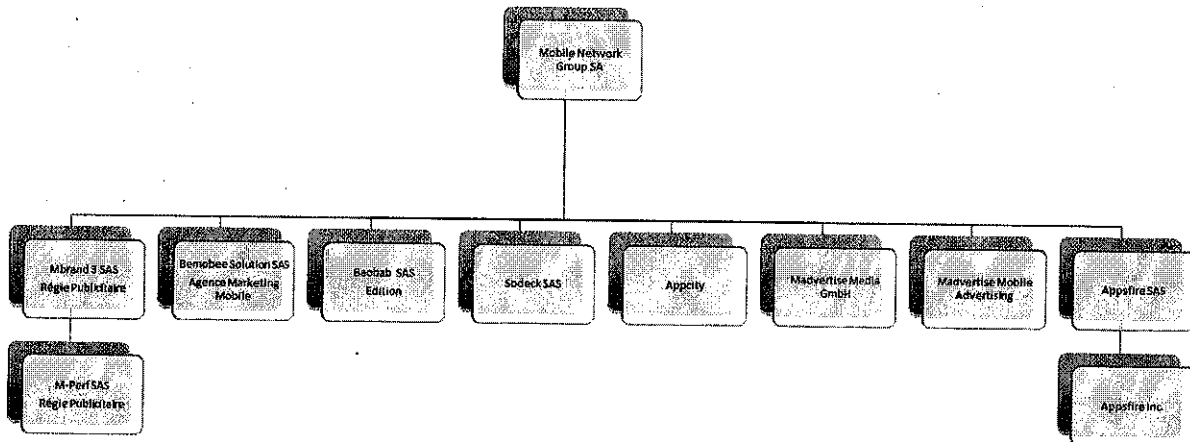 Mobile Network
Group SA
Mbrand 3 SAS
Régie Publicitaire
Bemobee Solution SAS
Agence Marketing
Mobile
Baobab SAS
Edition
Sodeck SAS
Appcity
Madvertise Media
GmbH
Madvertise Mobile
Advertising
Appsfire SAS
M-Perf SAS
Régie Publicitaire
Appsfire Inc